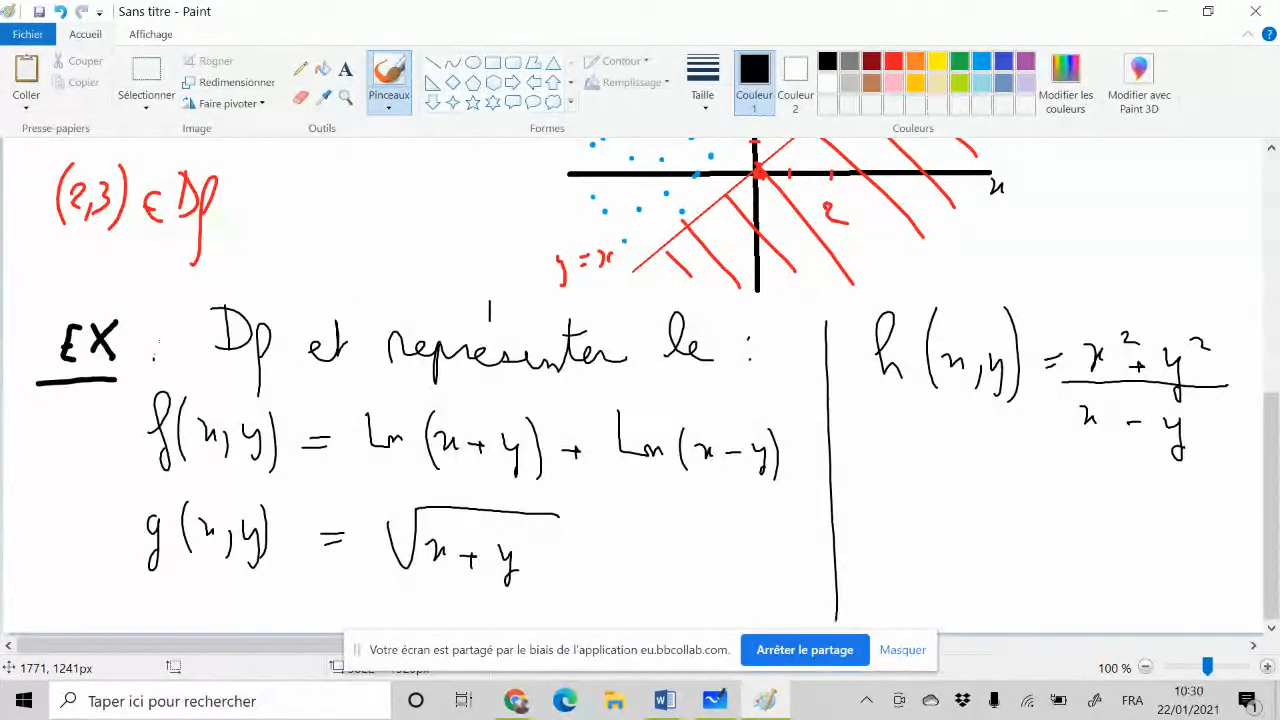 Sans titre - Paint
Fichier Accueil Affichage
Coller Couper Copier Presse-papiers
Sélectionner Rogner Redimensionner Faire pivoter Image
Pinceaux Outils
Contour Remplissage Formes
Taille Couleur 1 Couleur 2 Couleurs
Modifier les couleurs Modifier avec Paint 3D
(2,3) ∈ Df
x
2
y = x
EX : Df et représenter le :
f(x,y) = Ln(x+y) + Ln(x-y)
g(x,y) = √x+y
h(x,y) = x²+y² / x - y
Votre écran est partagé par le biais de l'application eu.bbcollab.com. Arrêter le partage Masquer
1771, 1241px 100 %
Taper ici pour rechercher FRA 10:30 22/01/2021